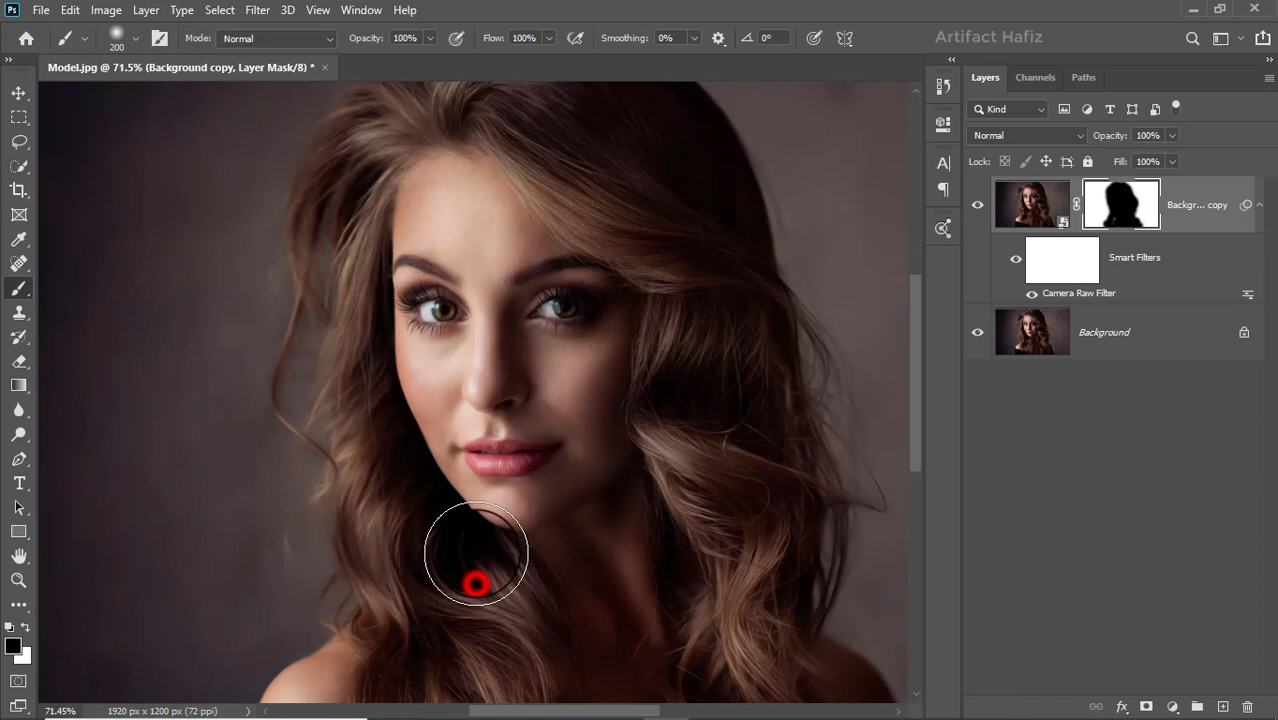 Ps File Edit Image Layer Type Select Filter 3D View Window Help
200 Mode: Normal Opacity: 100% Flow: 100% Smoothing: 0% 0° Artifact Hafiz
Model.jpg @ 71.5% (Background copy, Layer Mask/8) *
Layers Channels Paths
Kind
Normal Opacity: 100%
Lock: Fill: 100%
Backgr... copy
Smart Filters
Camera Raw Filter
Background
71.45% 1920 px x 1200 px (72 ppi)